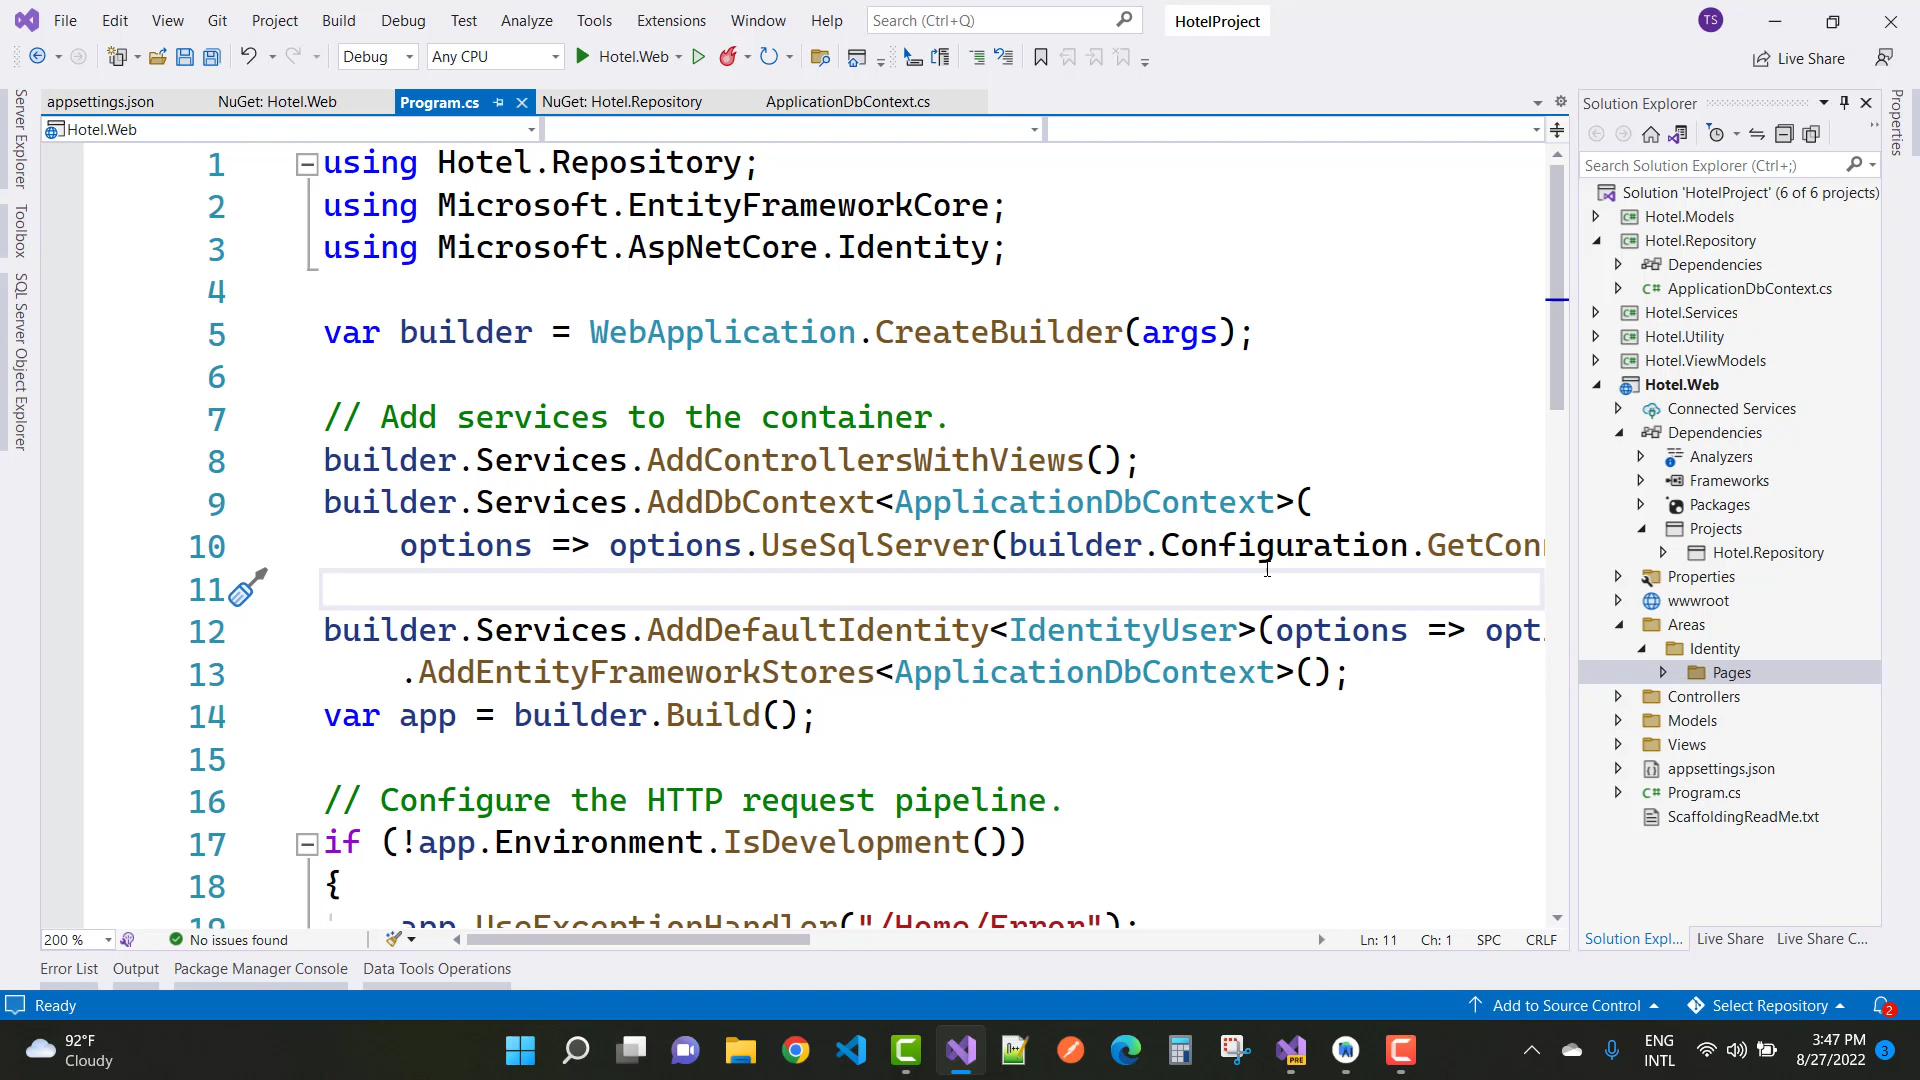 File Edit View Git Project Build Debug Test Analyze Tools Extensions Window Help Search (Ctrl+Q) HotelProject TS
Debug Any CPU Hotel.Web Live Share
appsettings.json NuGet: Hotel.Web Program.cs NuGet: Hotel.Repository ApplicationDbContext.cs
Hotel.Web
Server Explorer
Toolbox
SQL Server Object Explorer
1 using Hotel.Repository;
2 using Microsoft.EntityFrameworkCore;
3 using Microsoft.AspNetCore.Identity;
4
5 var builder = WebApplication.CreateBuilder(args);
6
7 // Add services to the container.
8 builder.Services.AddControllersWithViews();
9 builder.Services.AddDbContext<ApplicationDbContext>(
10 options => options.UseSqlServer(builder.Configuration.GetCon
11
12 builder.Services.AddDefaultIdentity<IdentityUser>(options => opt
13 .AddEntityFrameworkStores<ApplicationDbContext>();
14 var app = builder.Build();
15
16 // Configure the HTTP request pipeline.
17 if (!app.Environment.IsDevelopment())
18 {
19 app.UseExceptionHandler("/Home/Error");
200 % No issues found Ln: 11 Ch: 1 SPC CRLF
Solution Explorer
Search Solution Explorer (Ctrl+;)
Solution 'HotelProject' (6 of 6 projects)
Hotel.Models
Hotel.Repository
Dependencies
ApplicationDbContext.cs
Hotel.Services
Hotel.Utility
Hotel.ViewModels
Hotel.Web
Connected Services
Dependencies
Analyzers
Frameworks
Packages
Projects
Hotel.Repository
Properties
wwwroot
Areas
Identity
Pages
Controllers
Models
Views
appsettings.json
Program.cs
ScaffoldingReadMe.txt
Solution Expl... Live Share Live Share C...
Properties
Error List Output Package Manager Console Data Tools Operations
Ready Add to Source Control Select Repository 2
92°F
Cloudy
PRE
ENG
INTL
3:47 PM
8/27/2022
3